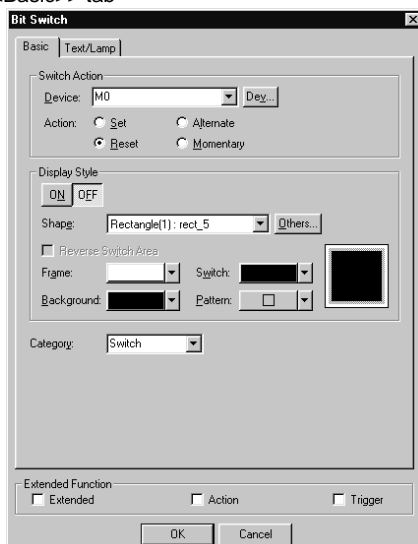 Basic>> tab
Bit Switch
Basic Text/Lamp
Switch Action
Device: M0 Dev...
Action: Set Alternate
Reset Momentary
Display Style
ON OFF
Shape: Rectangle(1) : rect_5 Others...
Reverse Switch Area
Frame: Switch:
Background: Pattern:
Category: Switch
Extended Function
Extended Action Trigger
OK Cancel